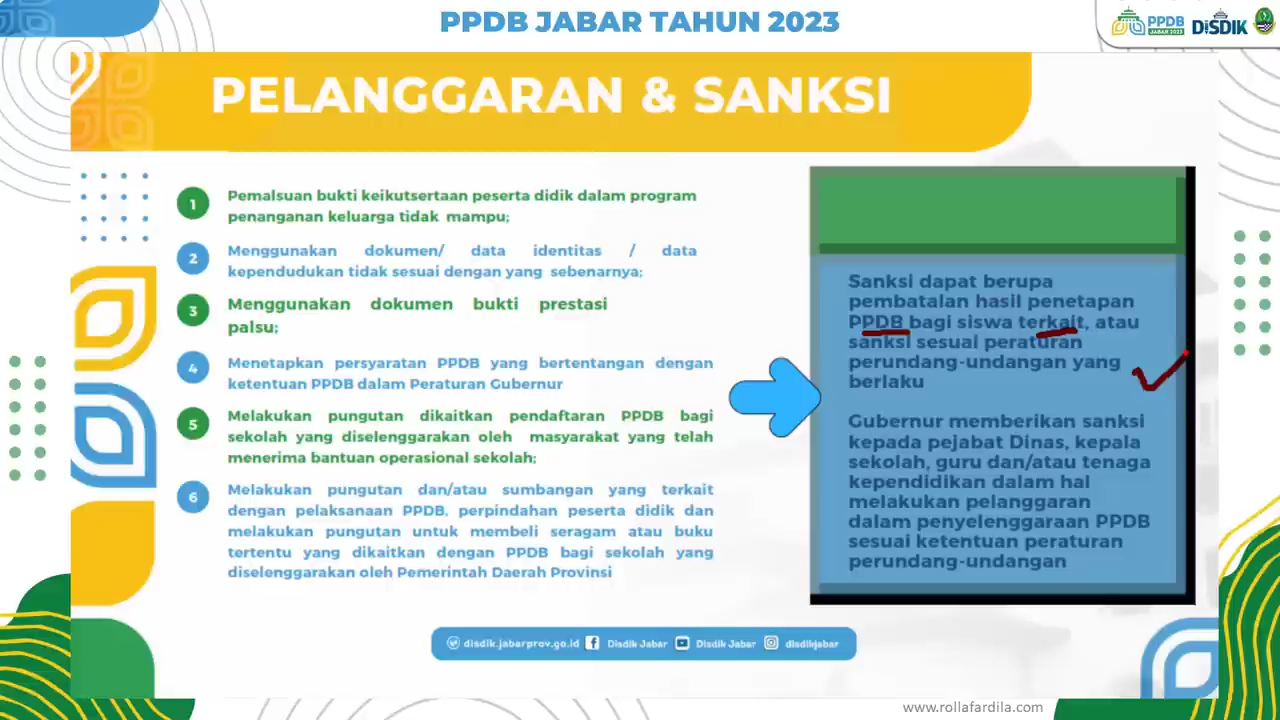 PPDB JABAR TAHUN 2023
PPDB
JABAR 2023
DISDIK
PELANGGARAN & SANKSI
1
Pemalsuan bukti keikutsertaan peserta didik dalam program
penanganan keluarga tidak mampu;
2
Menggunakan dokumen/ data identitas / data
kependudukan tidak sesuai dengan yang sebenarnya;
3
Menggunakan dokumen bukti prestasi
palsu;
4
Menetapkan persyaratan PPDB yang bertentangan dengan
ketentuan PPDB dalam Peraturan Gubernur
5
Melakukan pungutan dikaitkan pendaftaran PPDB bagi
sekolah yang diselenggarakan oleh masyarakat yang telah
menerima bantuan operasional sekolah;
6
Melakukan pungutan dan/atau sumbangan yang terkait
dengan pelaksanaan PPDB, perpindahan peserta didik dan
melakukan pungutan untuk membeli seragam atau buku
tertentu yang dikaitkan dengan PPDB bagi sekolah yang
diselenggarakan oleh Pemerintah Daerah Provinsi
Sanksi dapat berupa
pembatalan hasil penetapan
PPDB bagi siswa terkait, atau
sanksi sesuai peraturan
perundang-undangan yang
berlaku
Gubernur memberikan sanksi
kepada pejabat Dinas, kepala
sekolah, guru dan/atau tenaga
kependidikan dalam hal
melakukan pelanggaran
dalam penyelenggaraan PPDB
sesuai ketentuan peraturan
perundang-undangan
disdik.jabarprov.go.id Disdik Jabar Disdik Jabar disdikjabar
www.rollafardila.com